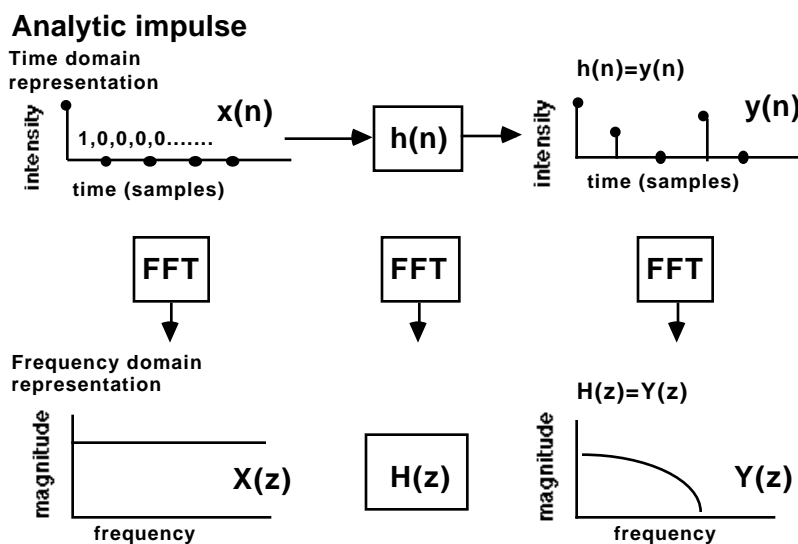 Analytic impulse
Time domain
representation
h(n)=y(n)
x(n)
y(n)
1,0,0,0,0.......
h(n)
intensity
intensity
time (samples)
time (samples)
FFT
FFT
FFT
Frequency domain
representation
H(z)=Y(z)
magnitude
X(z)
H(z)
magnitude
Y(z)
frequency
frequency